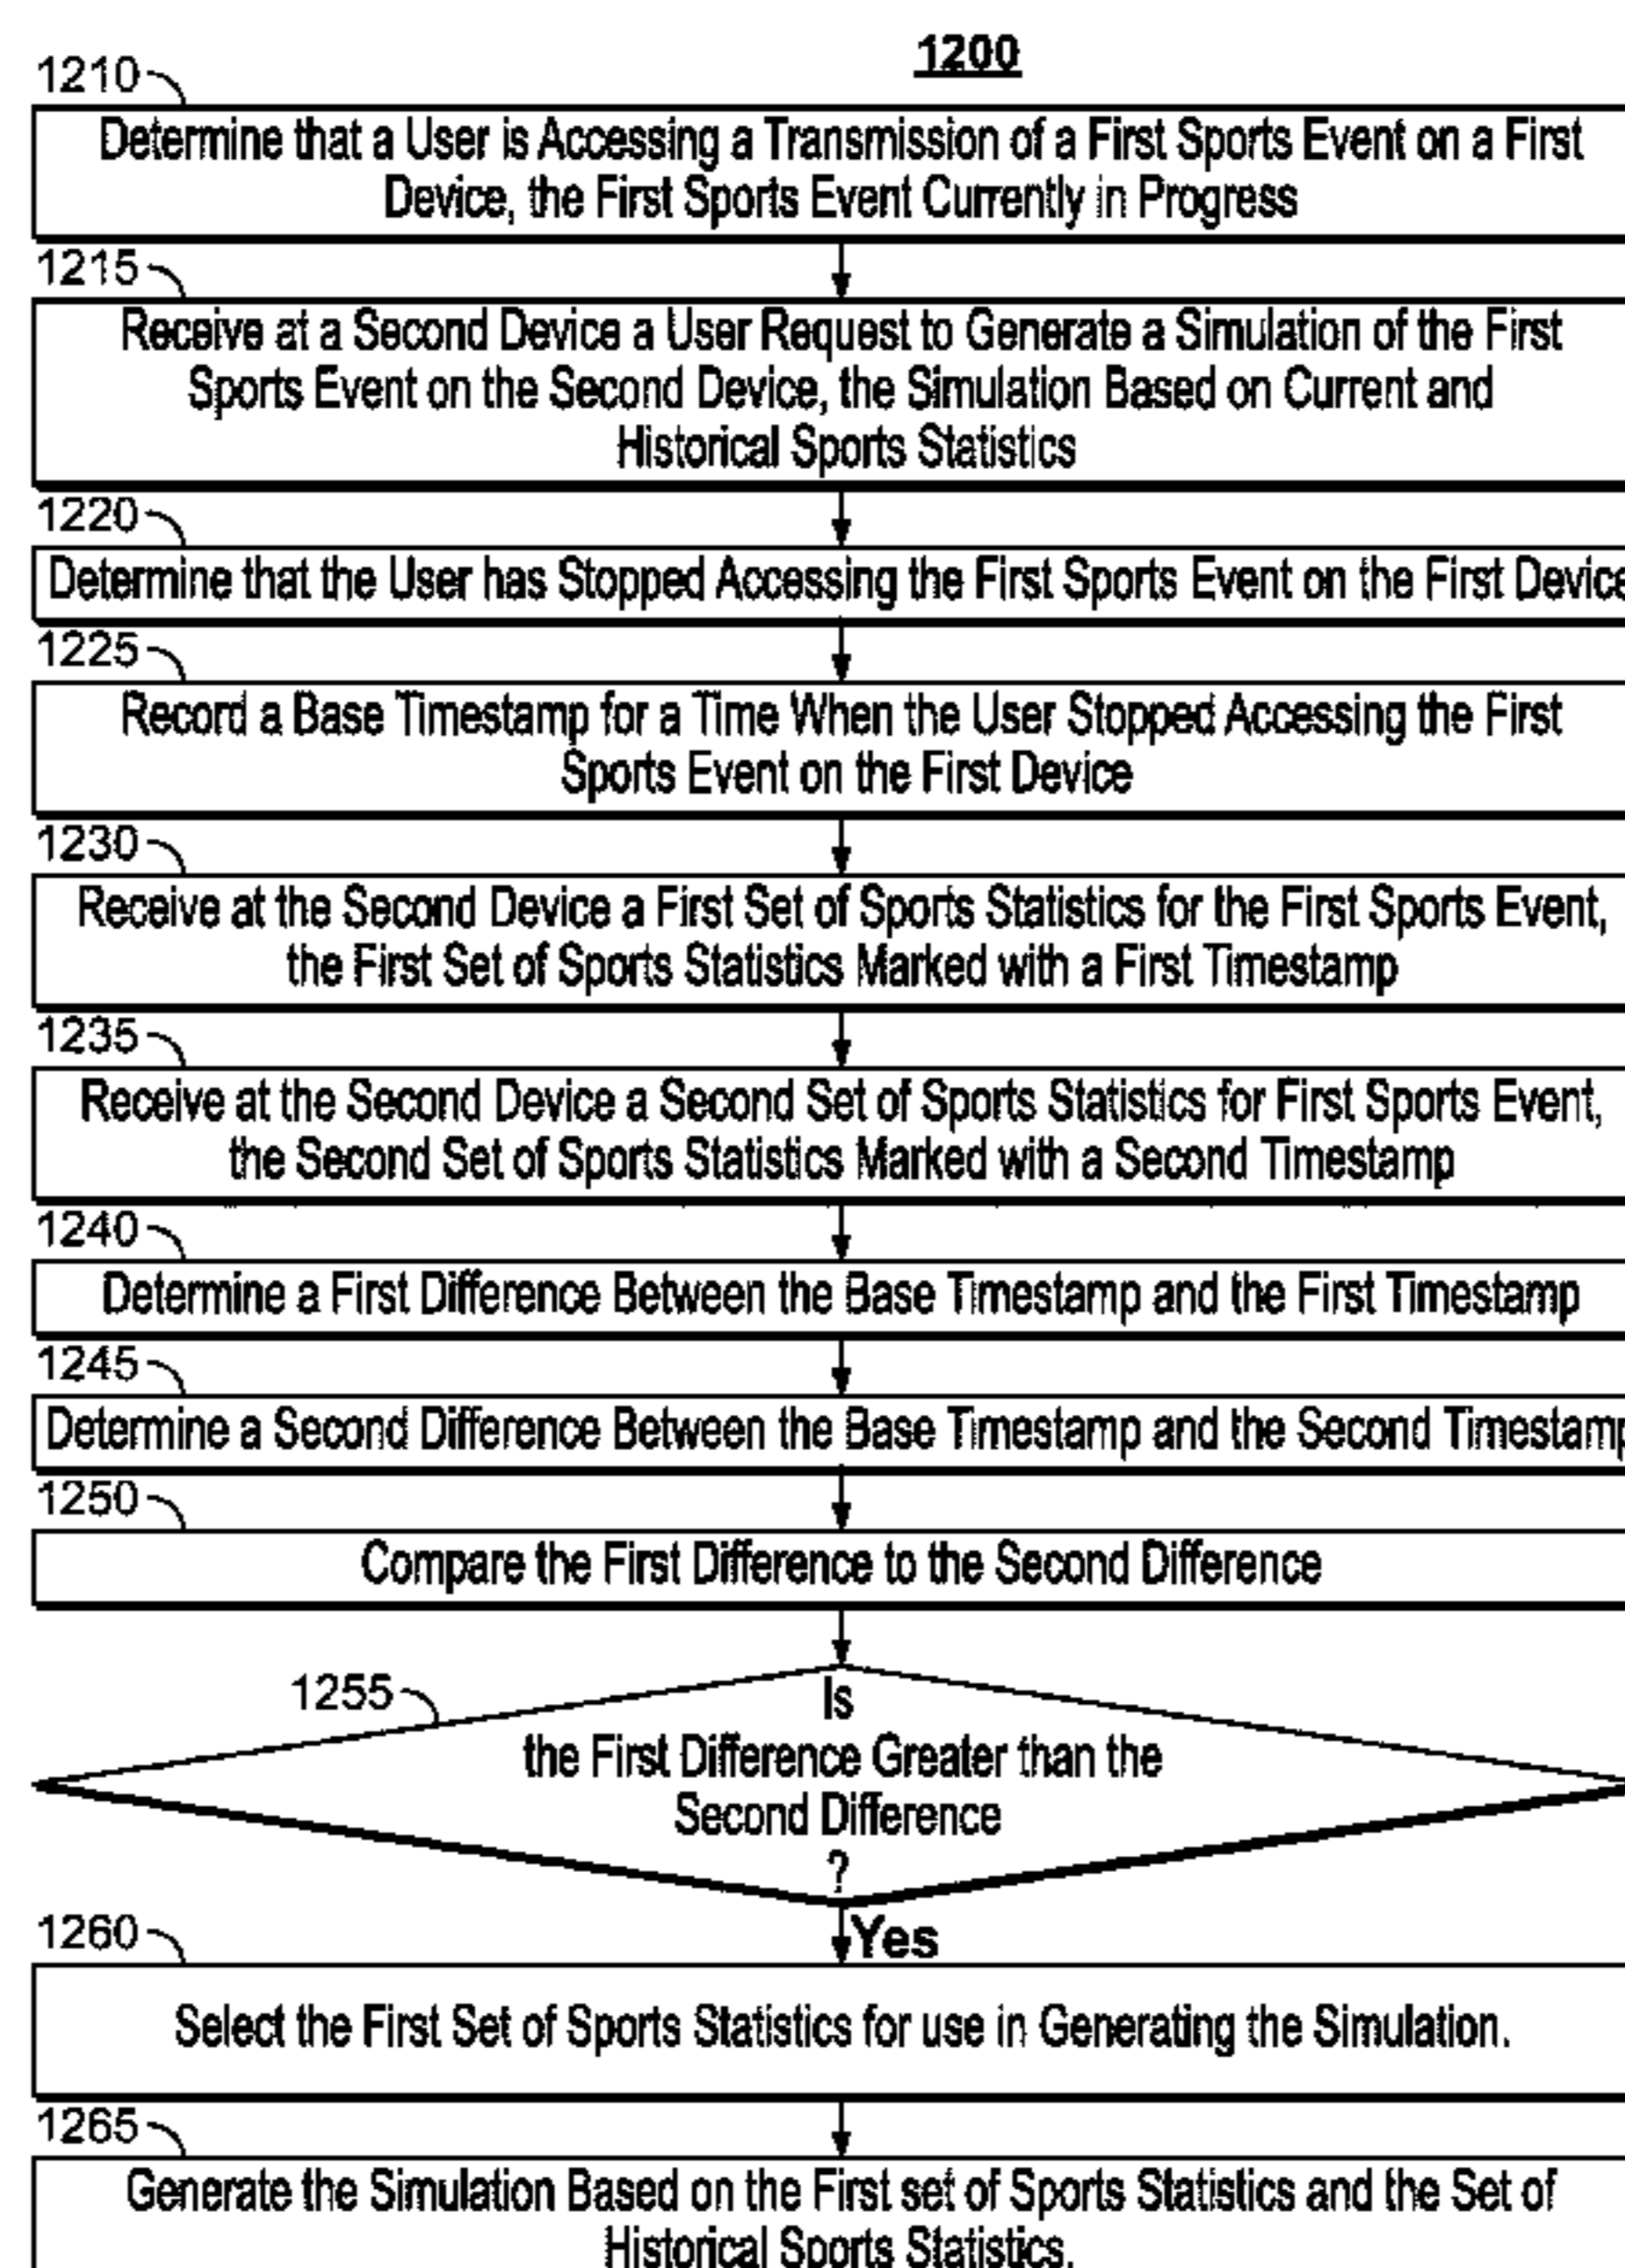 1200
1210
Determine that a User is Accessing a Transmission of a First Sports Event on a First
Device, the First Sports Event Currently in Progress
1215
Receive at a Second Device a User Request to Generate a Simulation of the First
Sports Event on the Second Device, the Simulation Based on Current and
Historical Sports Statistics
1220
Determine that the User has Stopped Accessing the First Sports Event on the First Device
1225
Record a Base Timestamp for a Time When the User Stopped Accessing the First
Sports Event on the First Device
1230
Receive at the Second Device a First Set of Sports Statistics for the First Sports Event,
the First Set of Sports Statistics Marked with a First Timestamp
1235
Receive at the Second Device a Second Set of Sports Statistics for First Sports Event,
the Second Set of Sports Statistics Marked with a Second Timestamp
1240
Determine a First Difference Between the Base Timestamp and the First Timestamp
1245
Determine a Second Difference Between the Base Timestamp and the Second Timestamp
1250
Compare the First Difference to the Second Difference
1255
Is
the First Difference Greater than the
Second Difference
?
Yes
1260
Select the First Set of Sports Statistics for use in Generating the Simulation.
1265
Generate the Simulation Based on the First set of Sports Statistics and the Set of
Historical Sports Statistics.